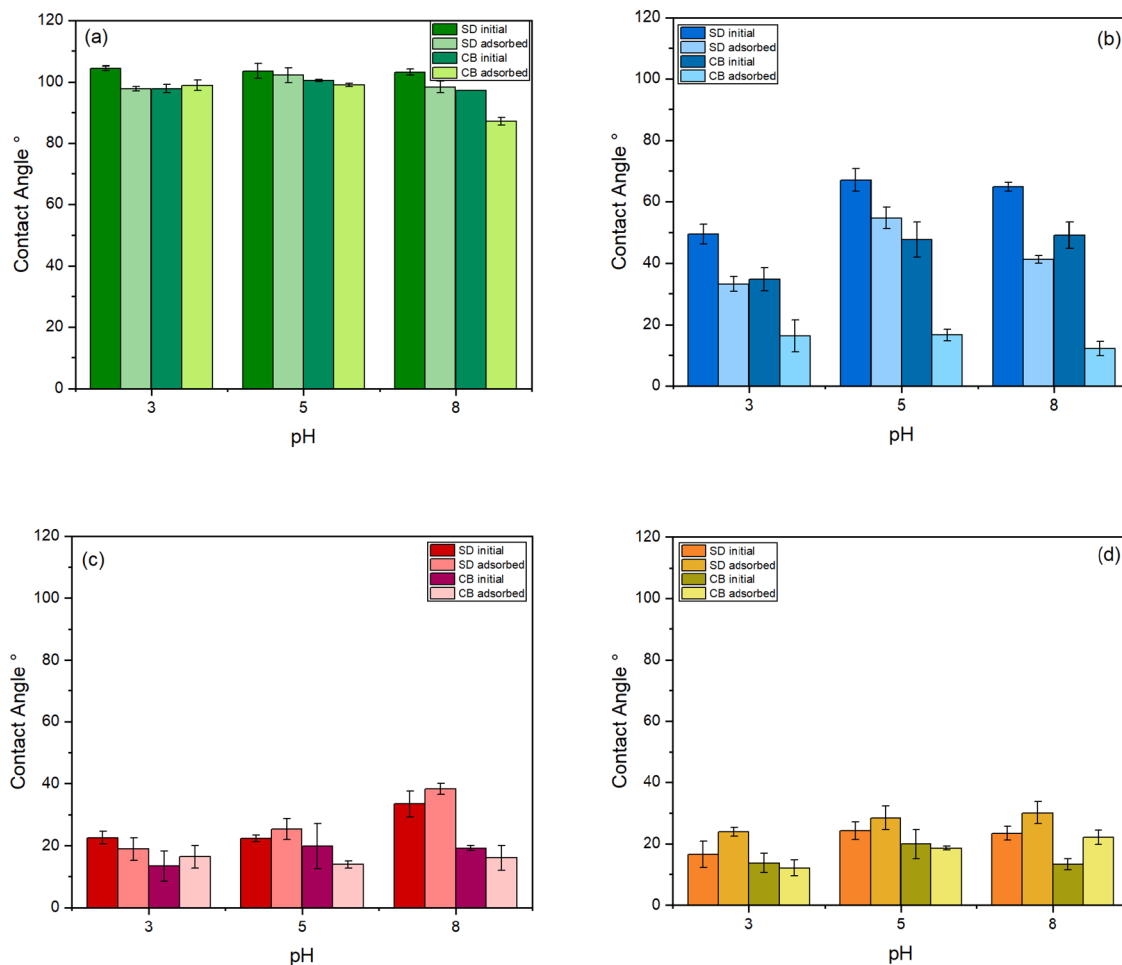 (a)
SD initial
SD adsorbed
CB initial
CB adsorbed
Contact Angle °
120
100
80
60
40
20
0
3 5 8
pH
(b)
SD initial
SD adsorbed
CB initial
CB adsorbed
Contact Angle °
120
100
80
60
40
20
0
3 5 8
pH
(c)
SD initial
SD adsorbed
CB initial
CB adsorbed
Contact Angle °
120
100
80
60
40
20
0
3 5 8
pH
(d)
SD initial
SD adsorbed
CB initial
CB adsorbed
Contact Angle °
120
100
80
60
40
20
0
3 5 8
pH